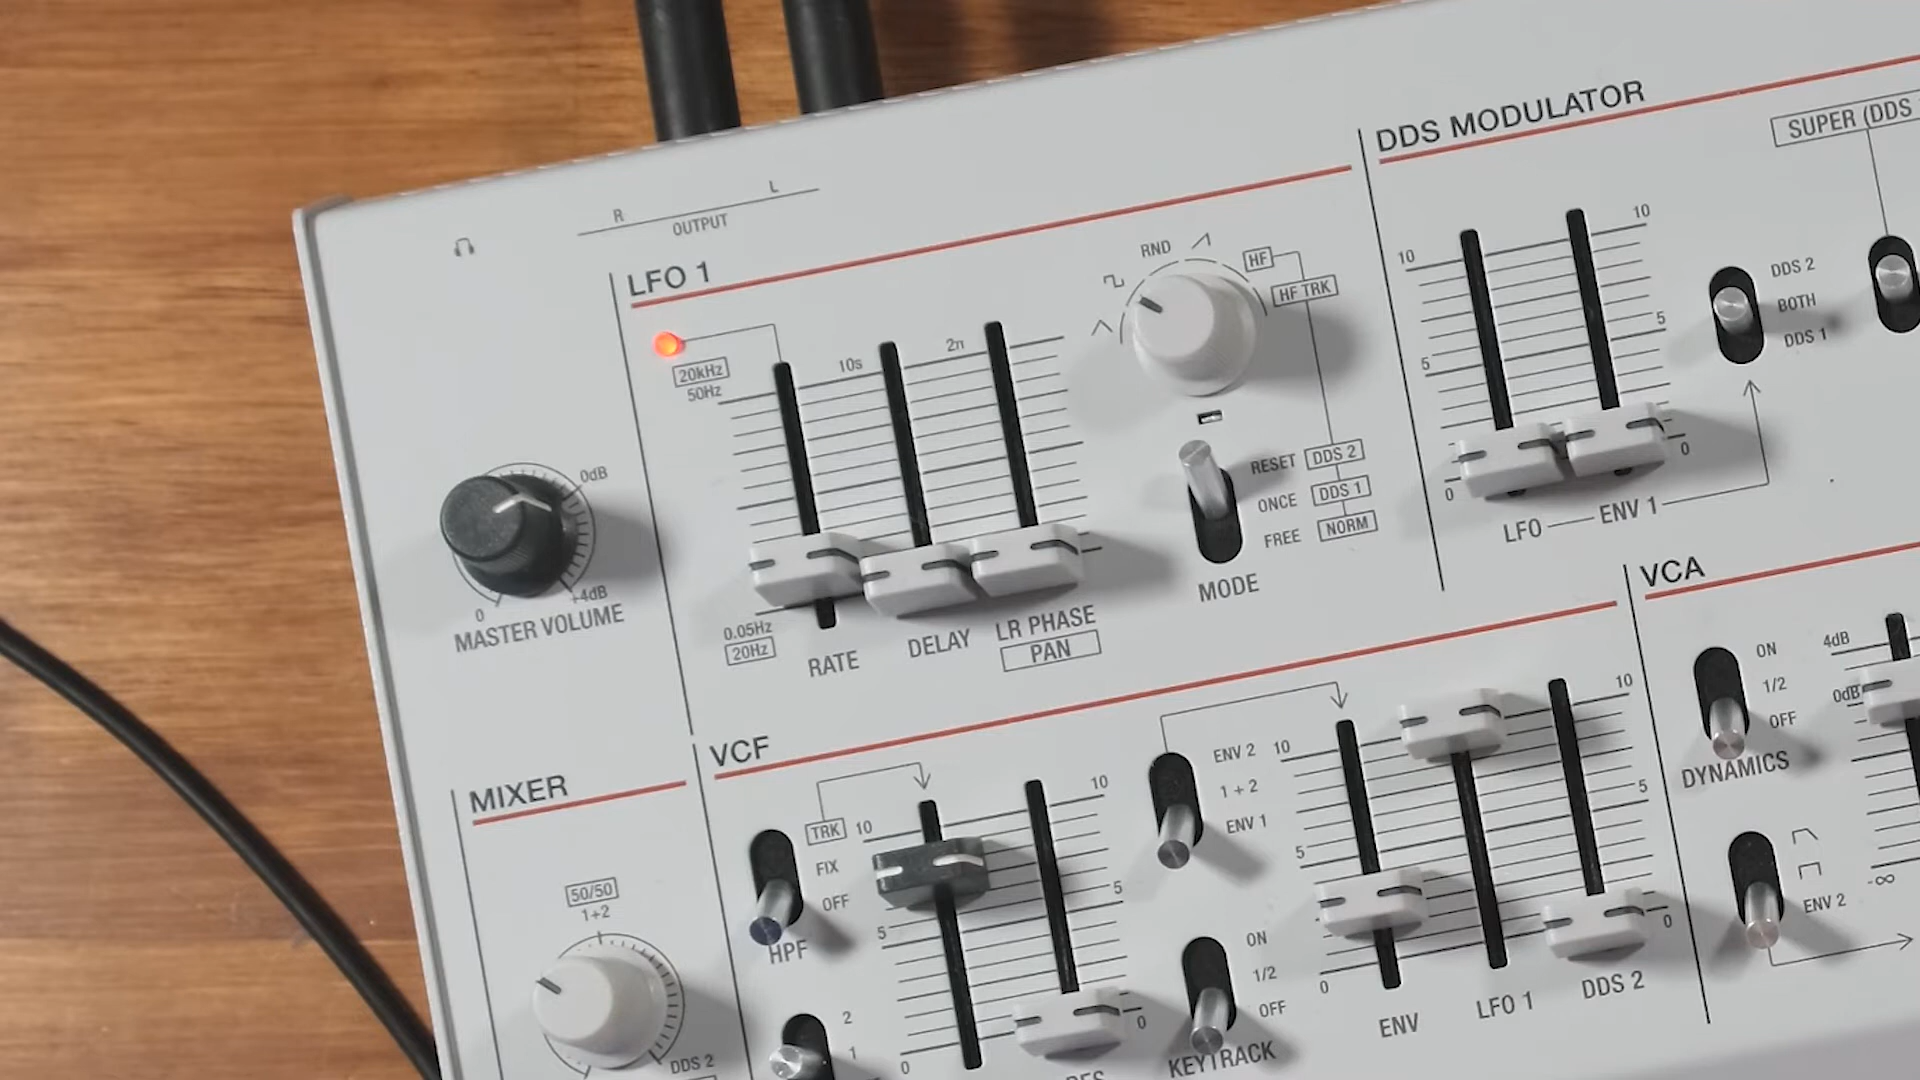 R
L
OUTPUT
0dB
+4dB
0
MASTER VOLUME
LFO 1
20kHz
50Hz
10s
2n
0.05Hz
20Hz
RATE
DELAY
LR PHASE
PAN
RND
HF
HF TRK
RESET
DDS 2
ONCE
DDS 1
FREE
NORM
MODE
DDS MODULATOR
SUPER (DDS
10
10
5
5
0
0
LFO
ENV 1
DDS 2
BOTH
DDS 1
MIXER
50/50
1+2
DDS 2
VCF
TRK
FIX
OFF
HPF
2
1
10
10
5
5
0
0
ENV 2
1 + 2
ENV 1
ON
1/2
OFF
KEYTRACK
10
10
5
5
0
0
ENV
LFO 1
DDS 2
VCA
ON
1/2
OFF
DYNAMICS
4dB
0dB
-∞
ENV 2